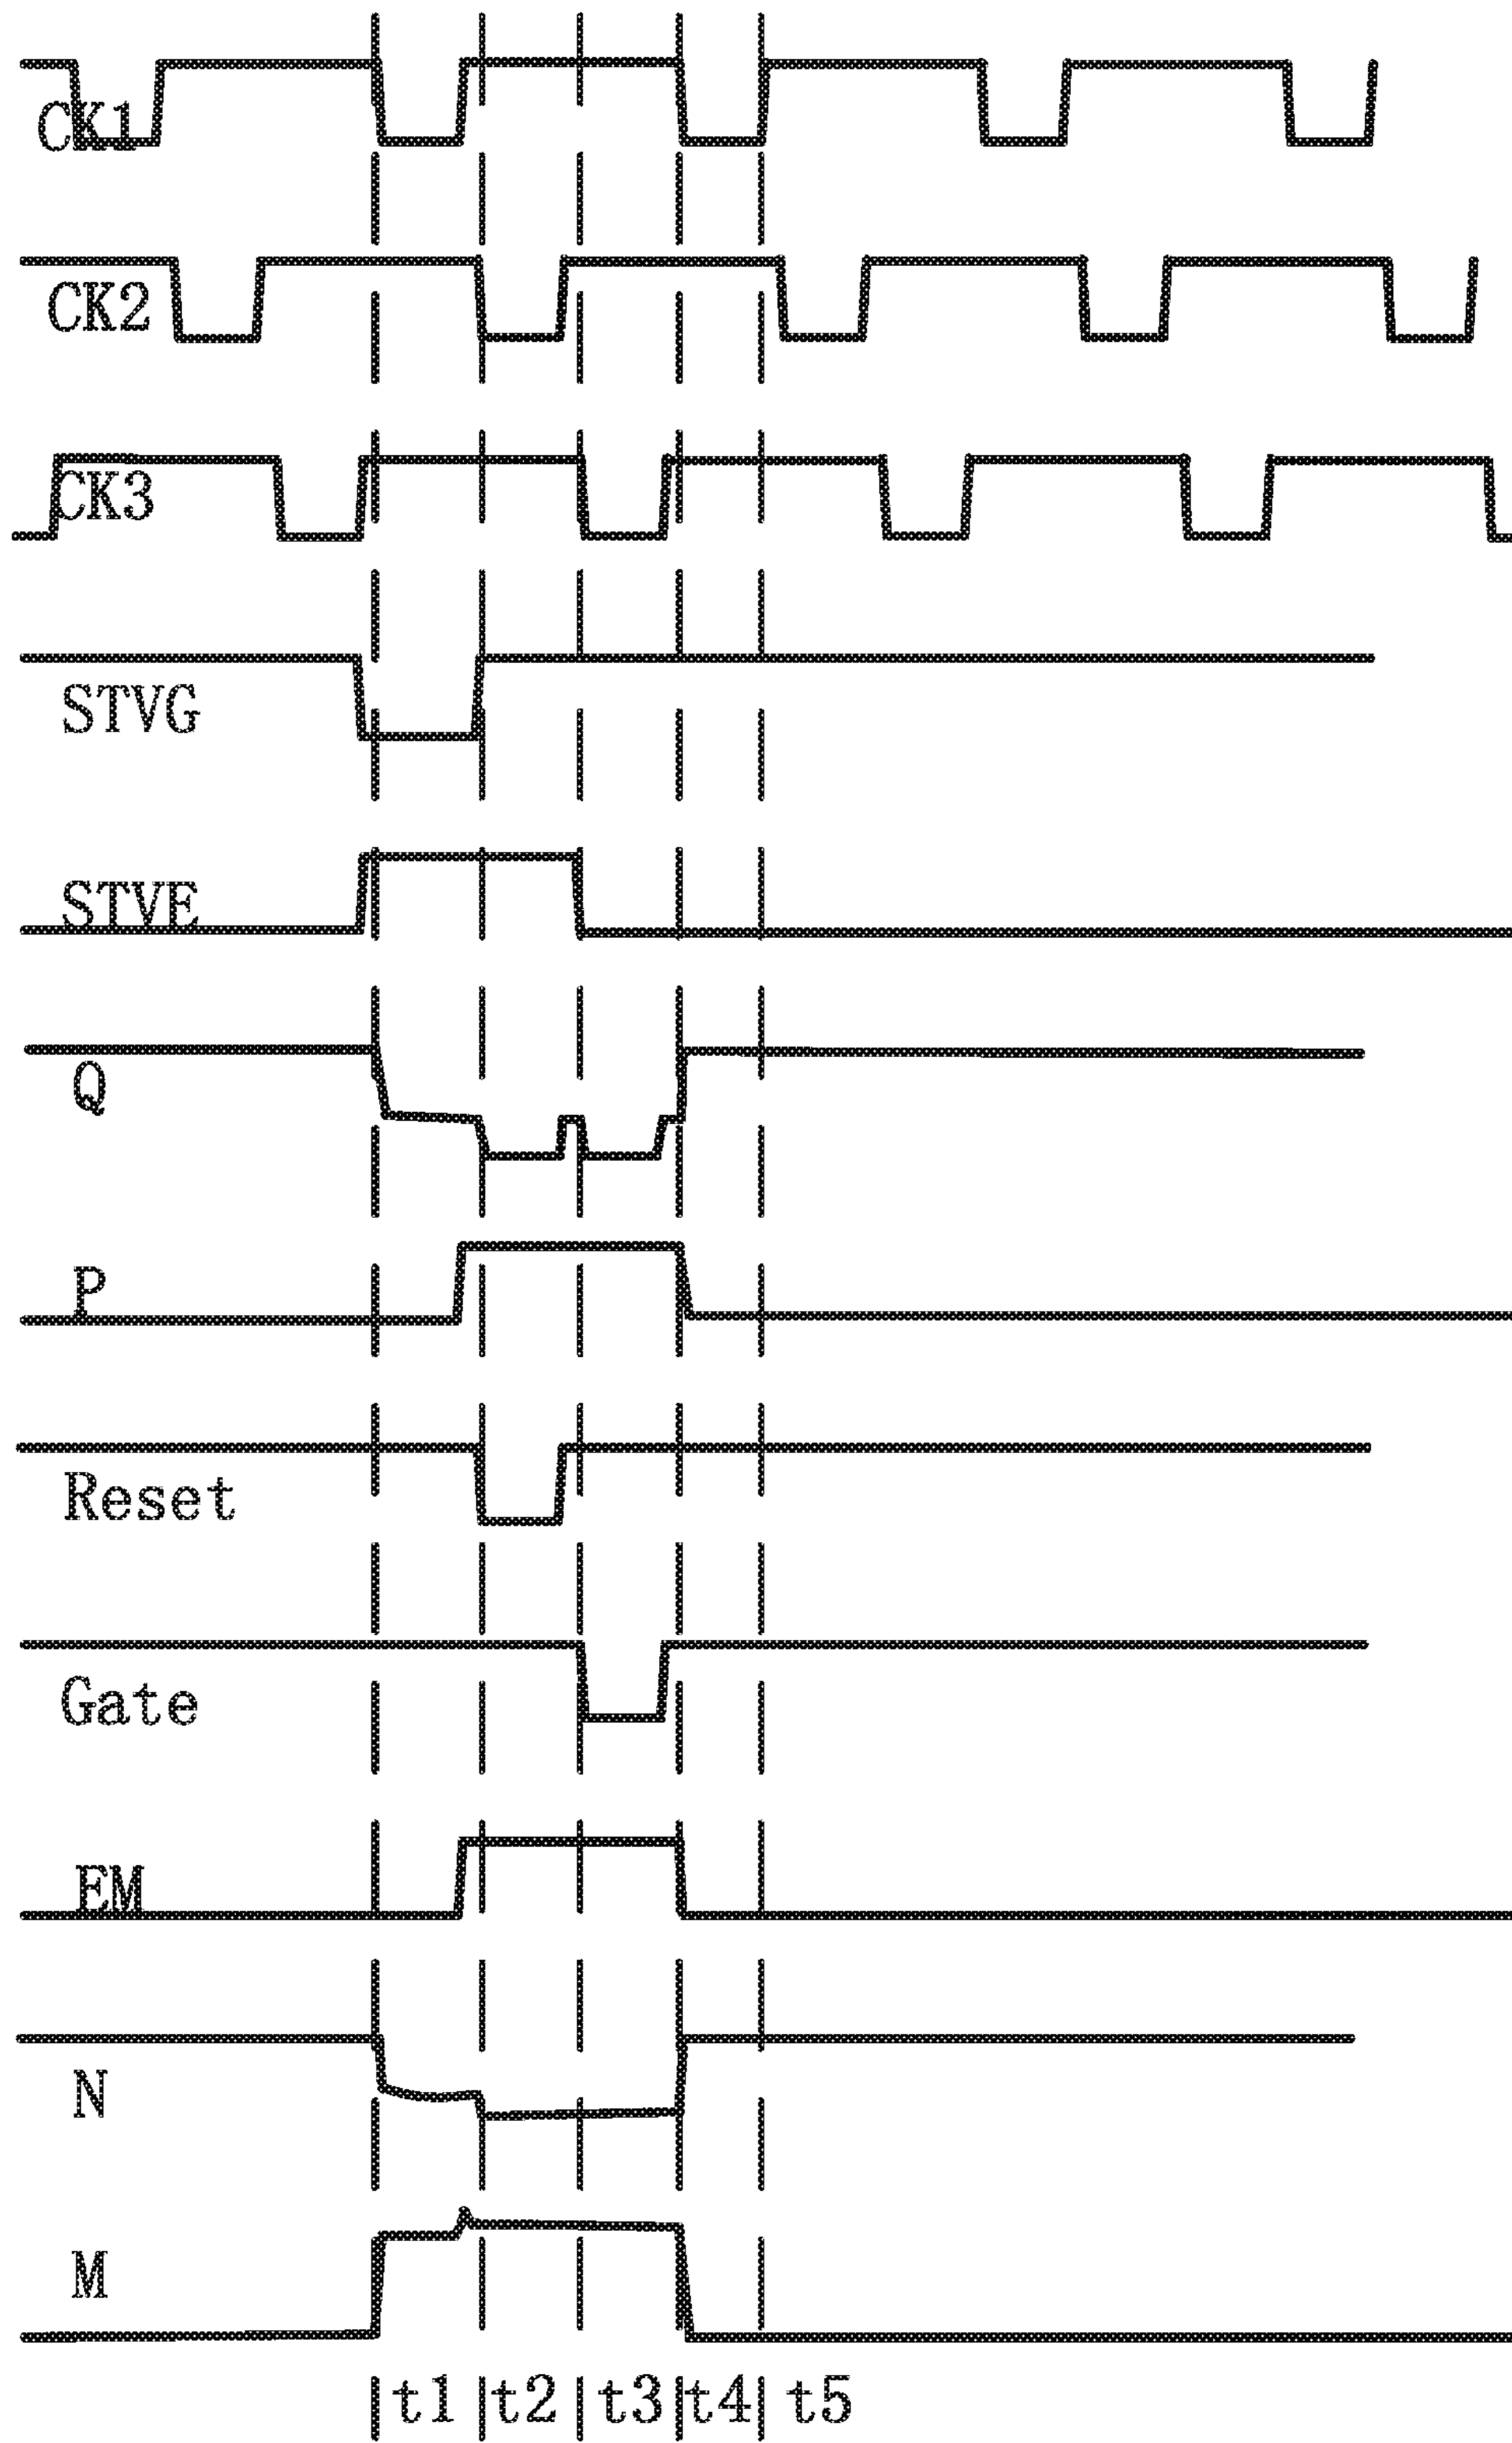 CK1
CK2
CK3
STVG
STVE
Q
P
Reset
Gate
EM
N
M
t1 t2 t3 t4 t5